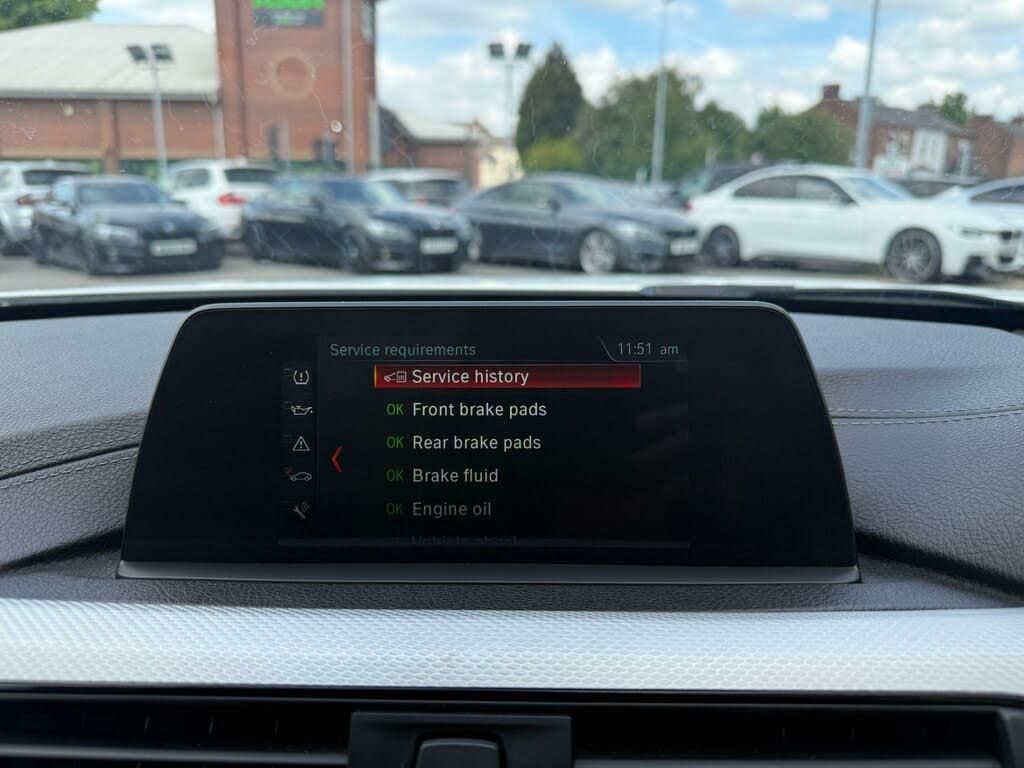 Service requirements
11:51 am
Service history
OK Front brake pads
OK Rear brake pads
OK Brake fluid
OK Engine oil